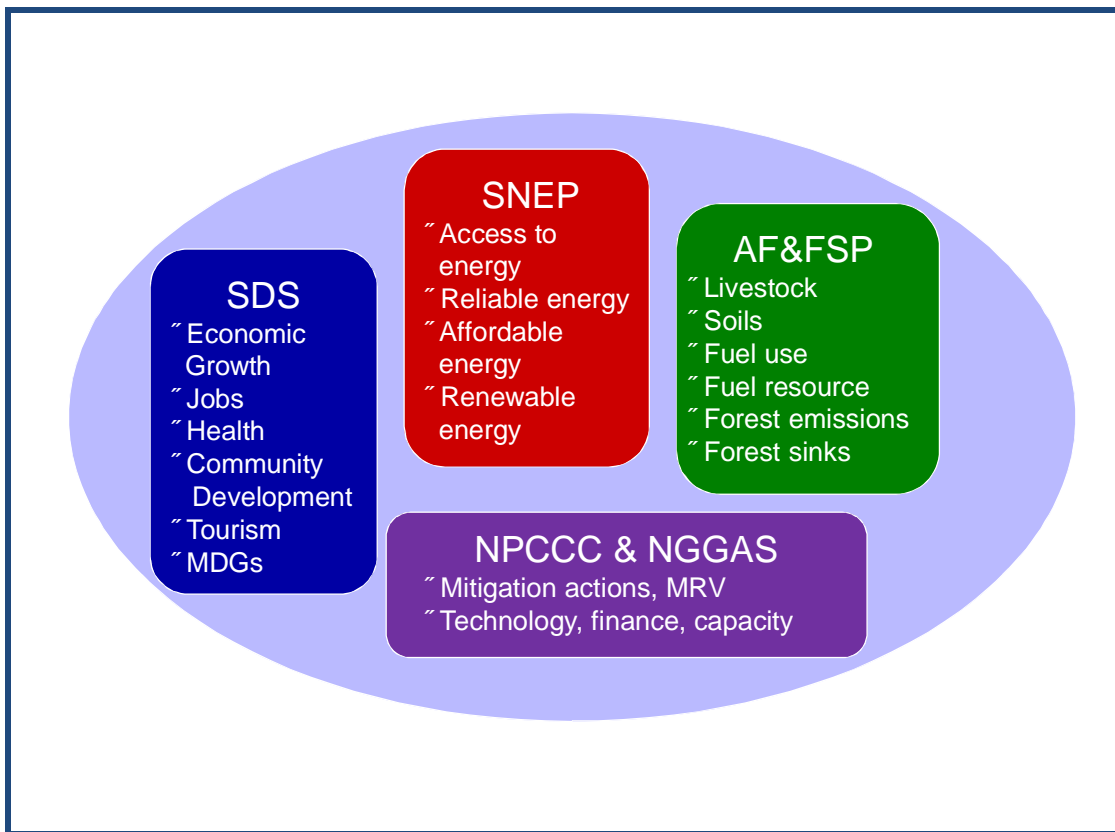 SDS
˝ Economic
Growth
˝ Jobs
˝ Health
˝ Community
Development
˝ Tourism
˝ MDGs
SNEP
˝ Access to
energy
˝ Reliable energy
˝ Affordable
energy
˝ Renewable
energy
AF&FSP
˝ Livestock
˝ Soils
˝ Fuel use
˝ Fuel resource
˝ Forest emissions
˝ Forest sinks
NPCCC & NGGAS
˝ Mitigation actions, MRV
˝ Technology, finance, capacity